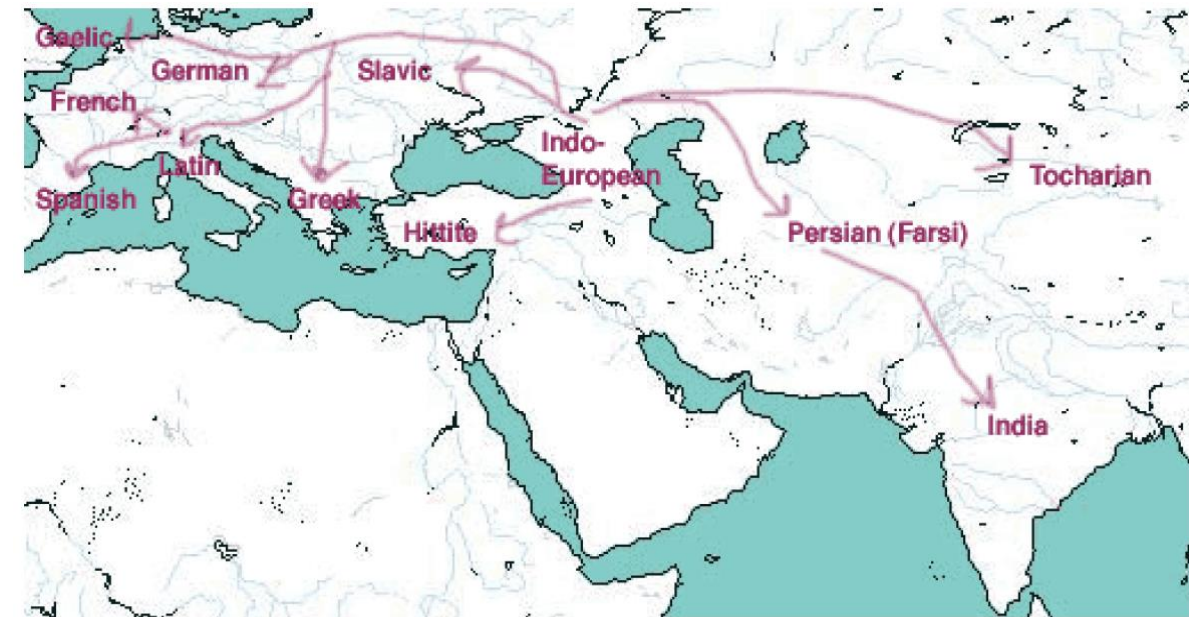 Gaelic
German
Slavic
French
Indo-
European
Latin
Tocharian
Spanish
Greek
Hittite
Persian (Farsi)
India